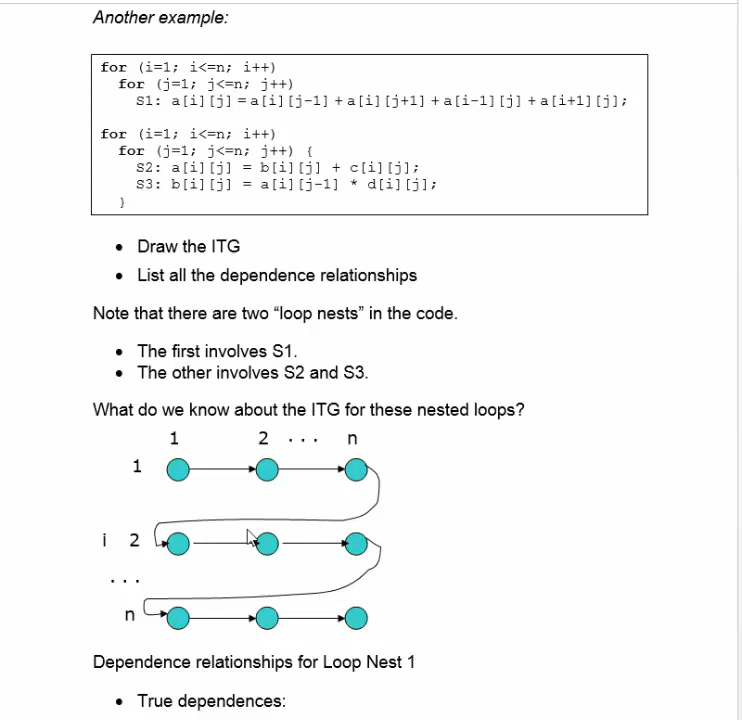 Another example:
for (i=1; i<=n; i++)
for (j=1; j<=n; j++)
S1: a[i][j] = a[i][j-1] + a[i][j+1] + a[i-1][j] + a[i+1][j];
for (i=1; i<=n; i++)
for (j=1; j<=n; j++) {
S2: a[i][j] = b[i][j] + c[i][j];
S3: b[i][j] = a[i][j-1] * d[i][j];
}
• Draw the ITG
• List all the dependence relationships
Note that there are two “loop nests” in the code.
• The first involves S1.
• The other involves S2 and S3.
What do we know about the ITG for these nested loops?
1 2 . . . n
1
i 2
. . .
n
Dependence relationships for Loop Nest 1
• True dependences: